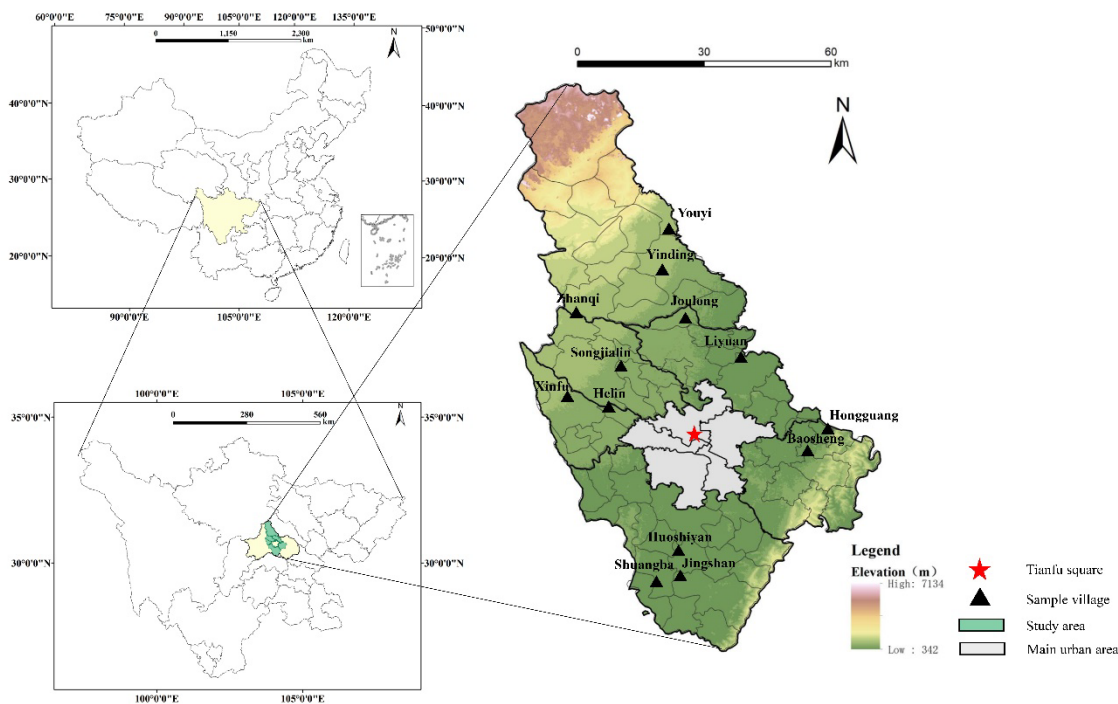 60°0'0"E
75°0'0"E
90°0'0"E
105°0'0"E
120°0'0"E
135°0'0"E
0
1,150
2,300
km
N
50°0'0"N
40°0'0"N
40°0'0"N
30°0'0"N
30°0'0"N
20°0'0"N
20°0'0"N
90°0'0"E
105°0'0"E
120°0'0"E
100°0'0"E
105°0'0"E
0
280
560
km
N
35°0'0"N
35°0'0"N
30°0'0"N
30°0'0"N
100°0'0"E
105°0'0"E
0
30
60
km
N
Youyi
Yinding
Zhanqi
Joulong
Liyuan
Songjialin
Xinfu
Helin
Hongguang
Baosheng
Huoshiyan
Shuangba
Jingshan
Legend
Elevation（m）
High: 7134
Low : 342
Tianfu square
Sample village
Study area
Main urban area